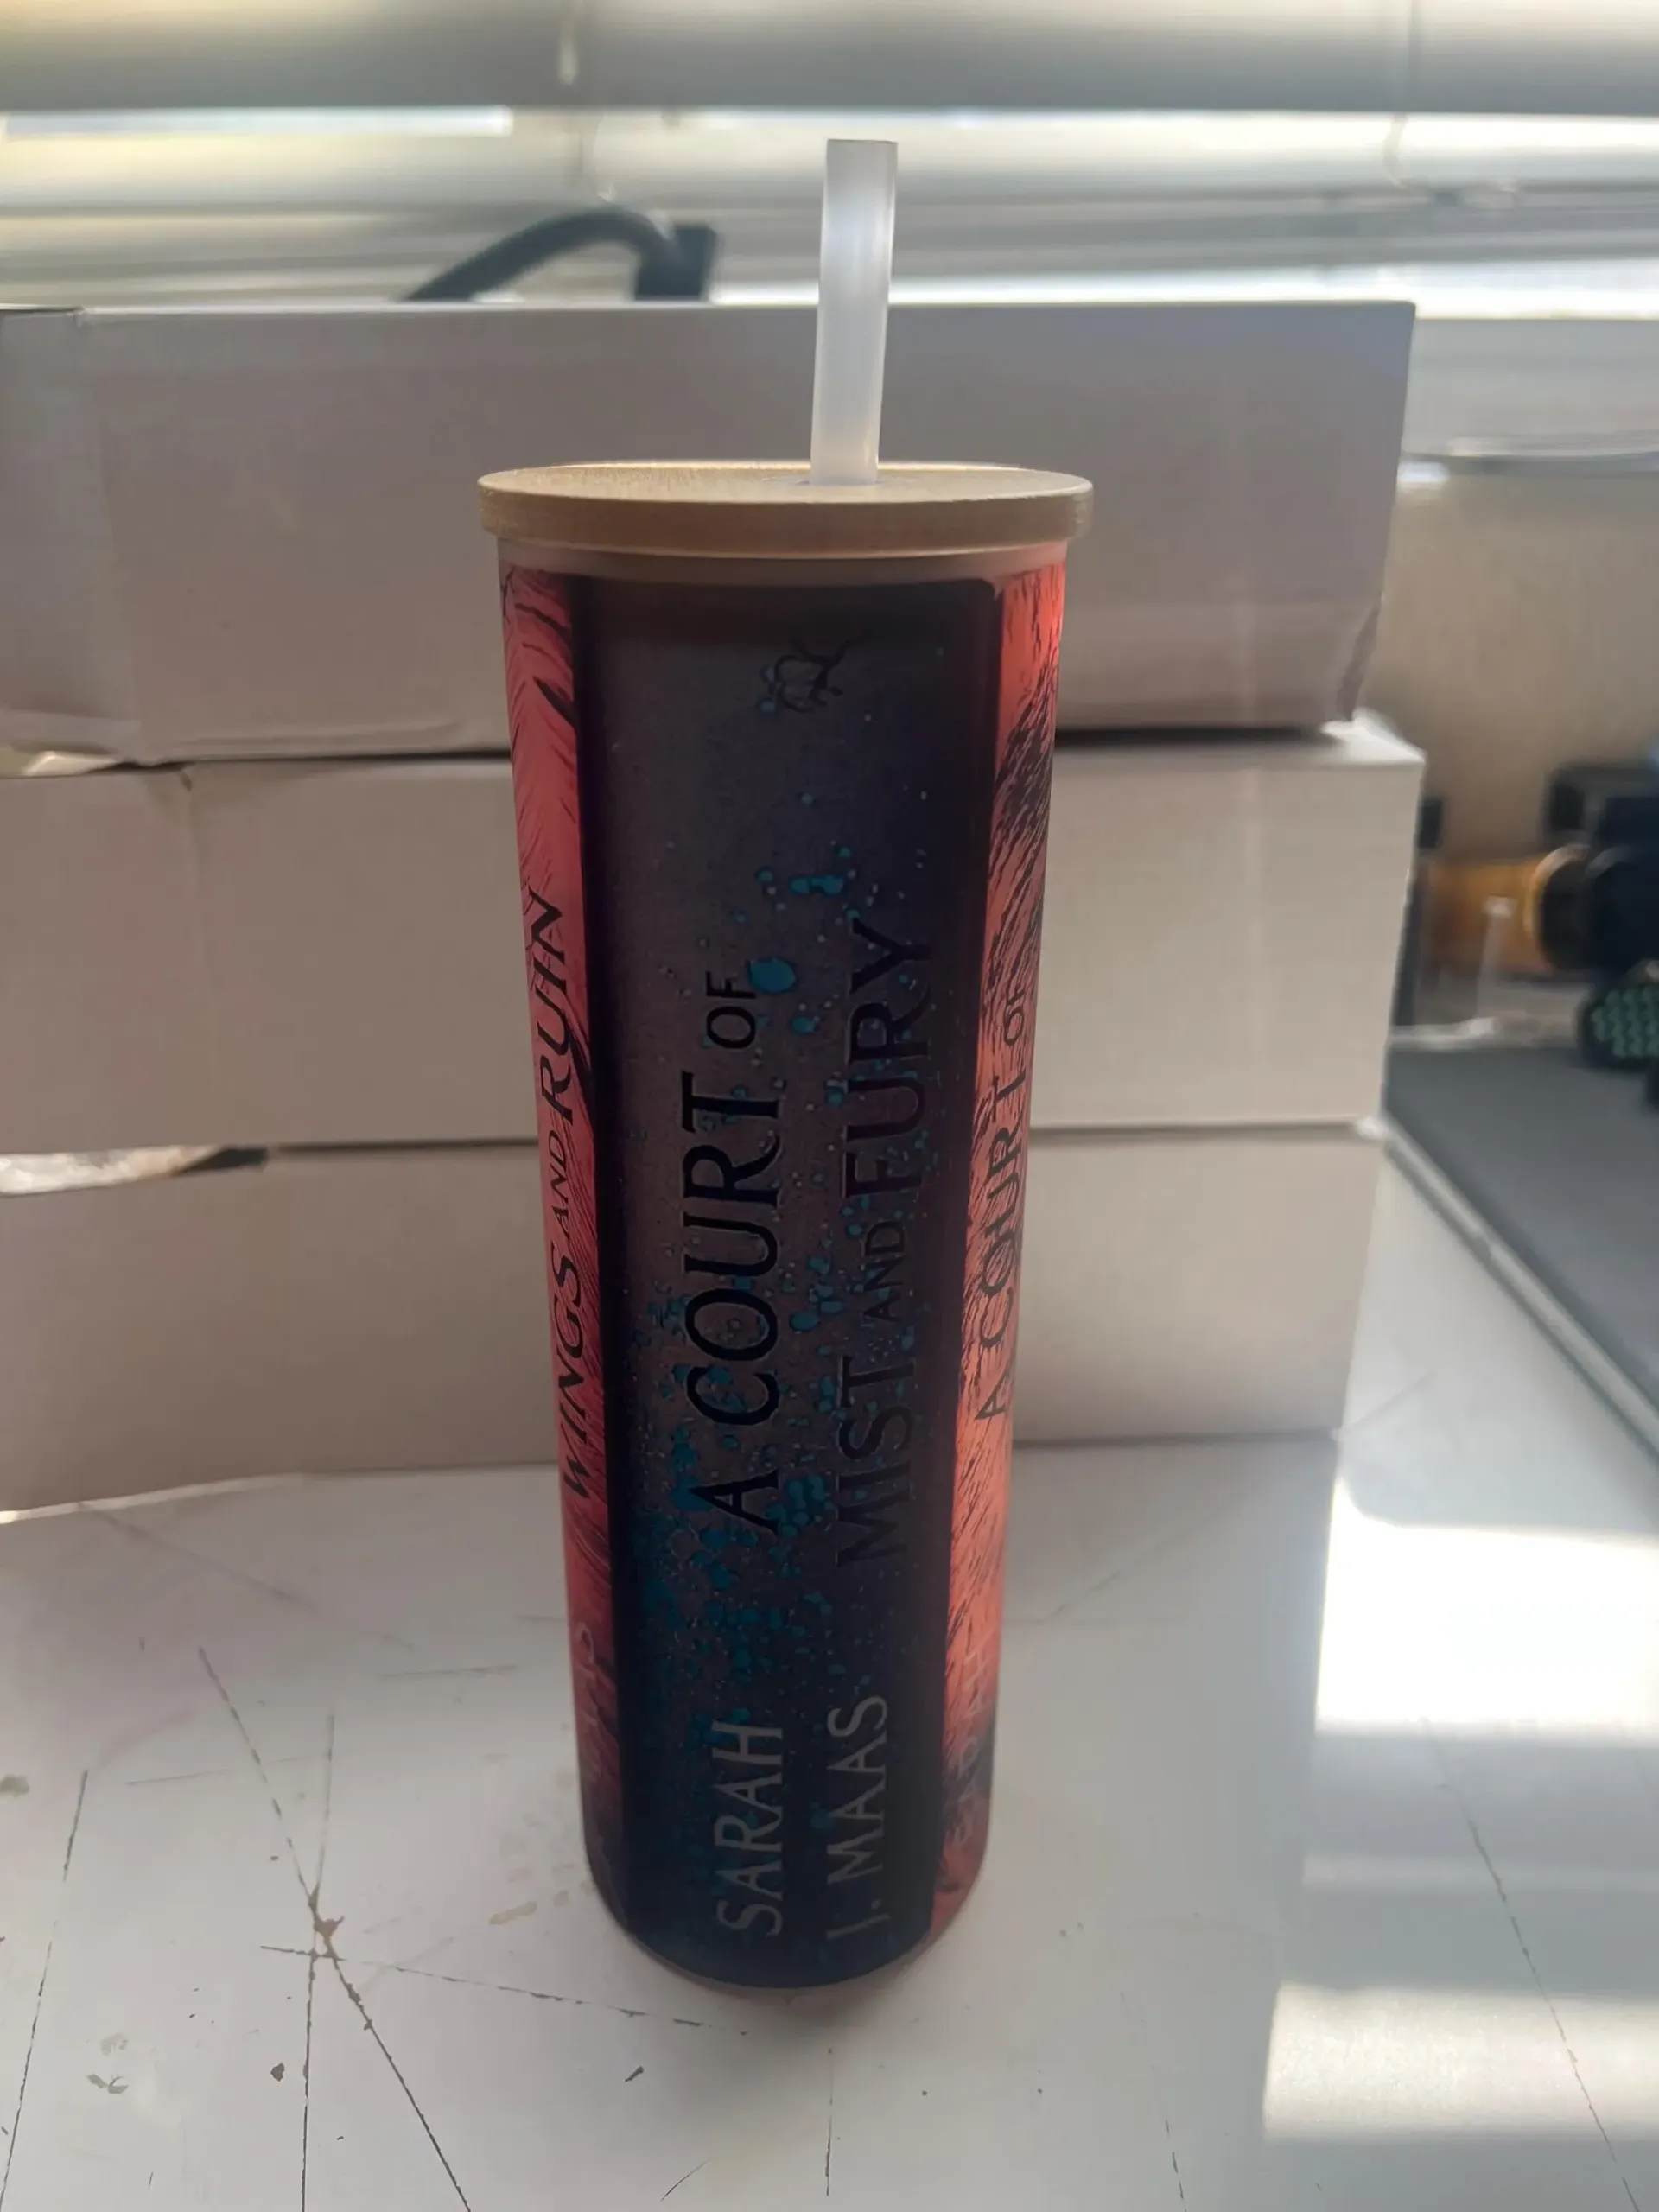 WINGS AND RUIN
A COURT OF
MIST AND FURY
SARAH
J. MAAS
A COURT OF